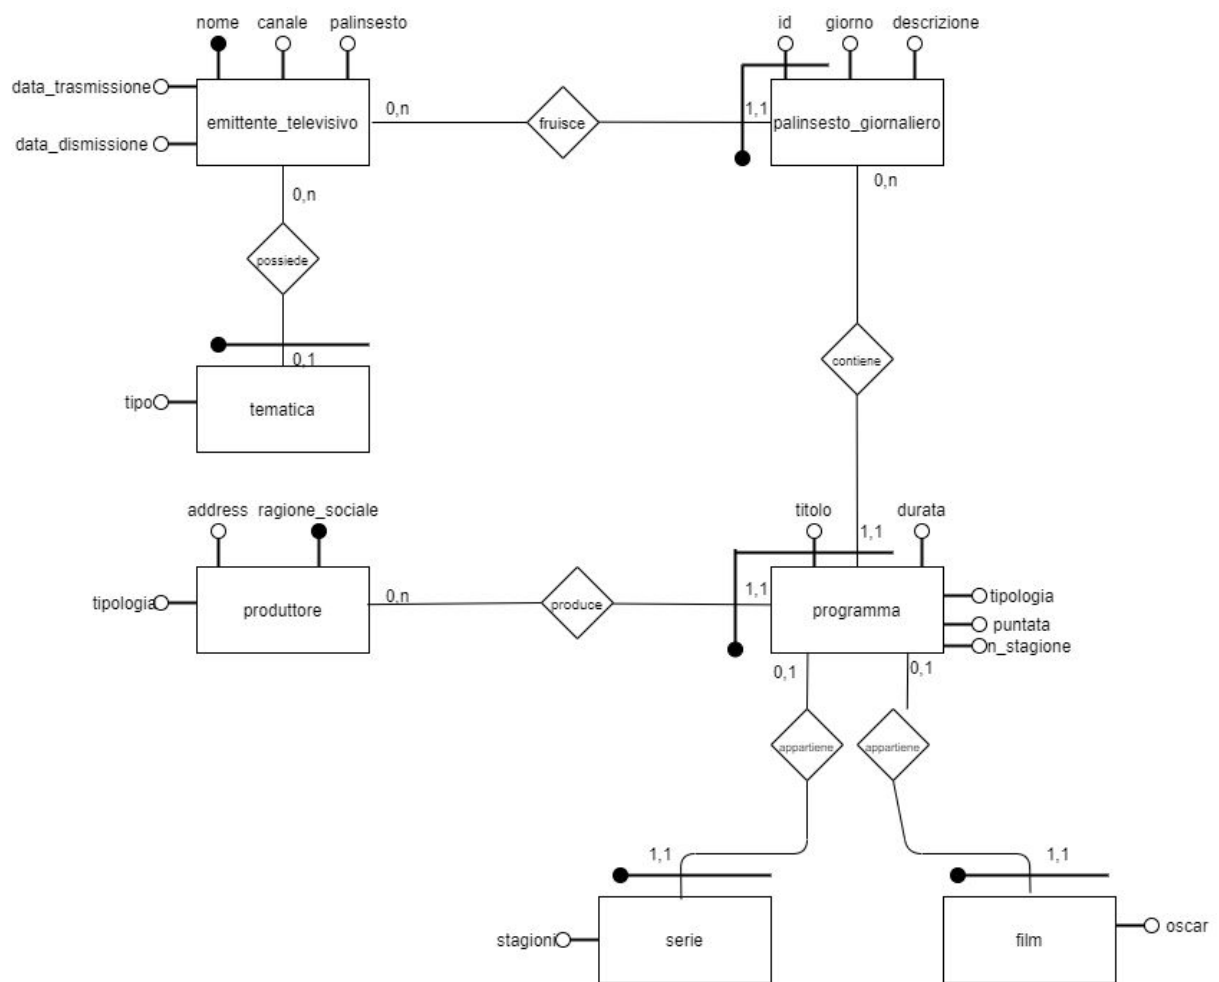 nome canale palinsesto
id giorno descrizione
data_trasmissione
0,n
1,1
emittente_televisivo
fruisce
palinsesto_giornaliero
data_dismissione
0,n
0,n
possiede
0,1
contiene
tipo
tematica
address ragione_sociale
titolo durata
1,1
tipologia
0,n
1,1
tipologia
produttore
produce
programma
puntata
n_stagione
0,1
0,1
appartiene
appartiene
1,1
1,1
stagioni
serie
film
oscar